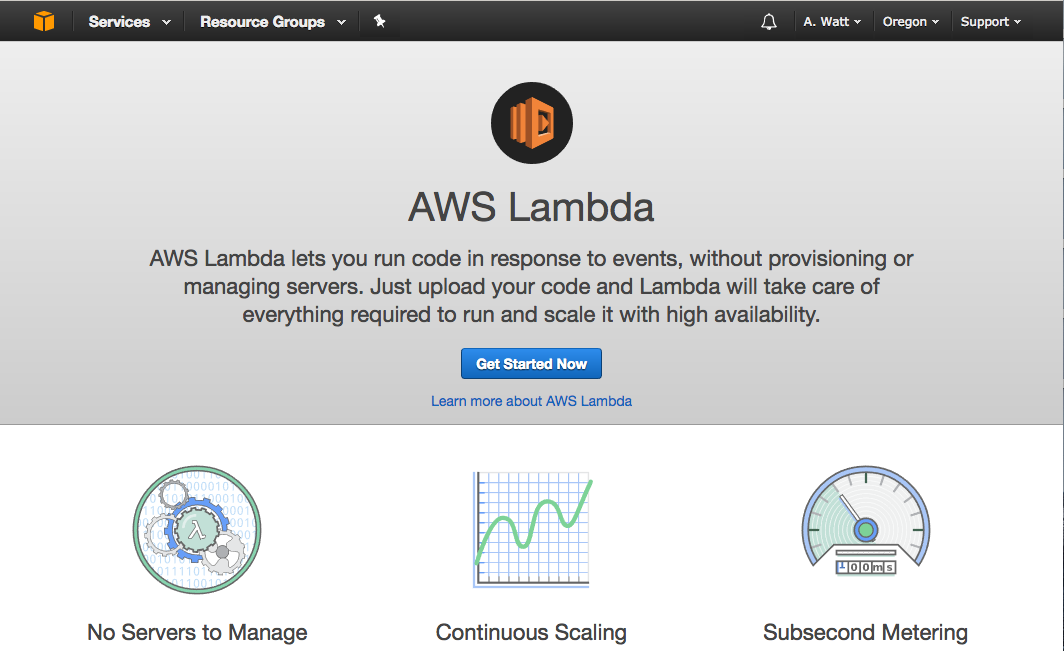 Services Resource Groups A. Watt Oregon Support
AWS Lambda
AWS Lambda lets you run code in response to events, without provisioning or
managing servers. Just upload your code and Lambda will take care of
everything required to run and scale it with high availability.
Get Started Now
Learn more about AWS Lambda
λ
100ms
No Servers to Manage Continuous Scaling Subsecond Metering